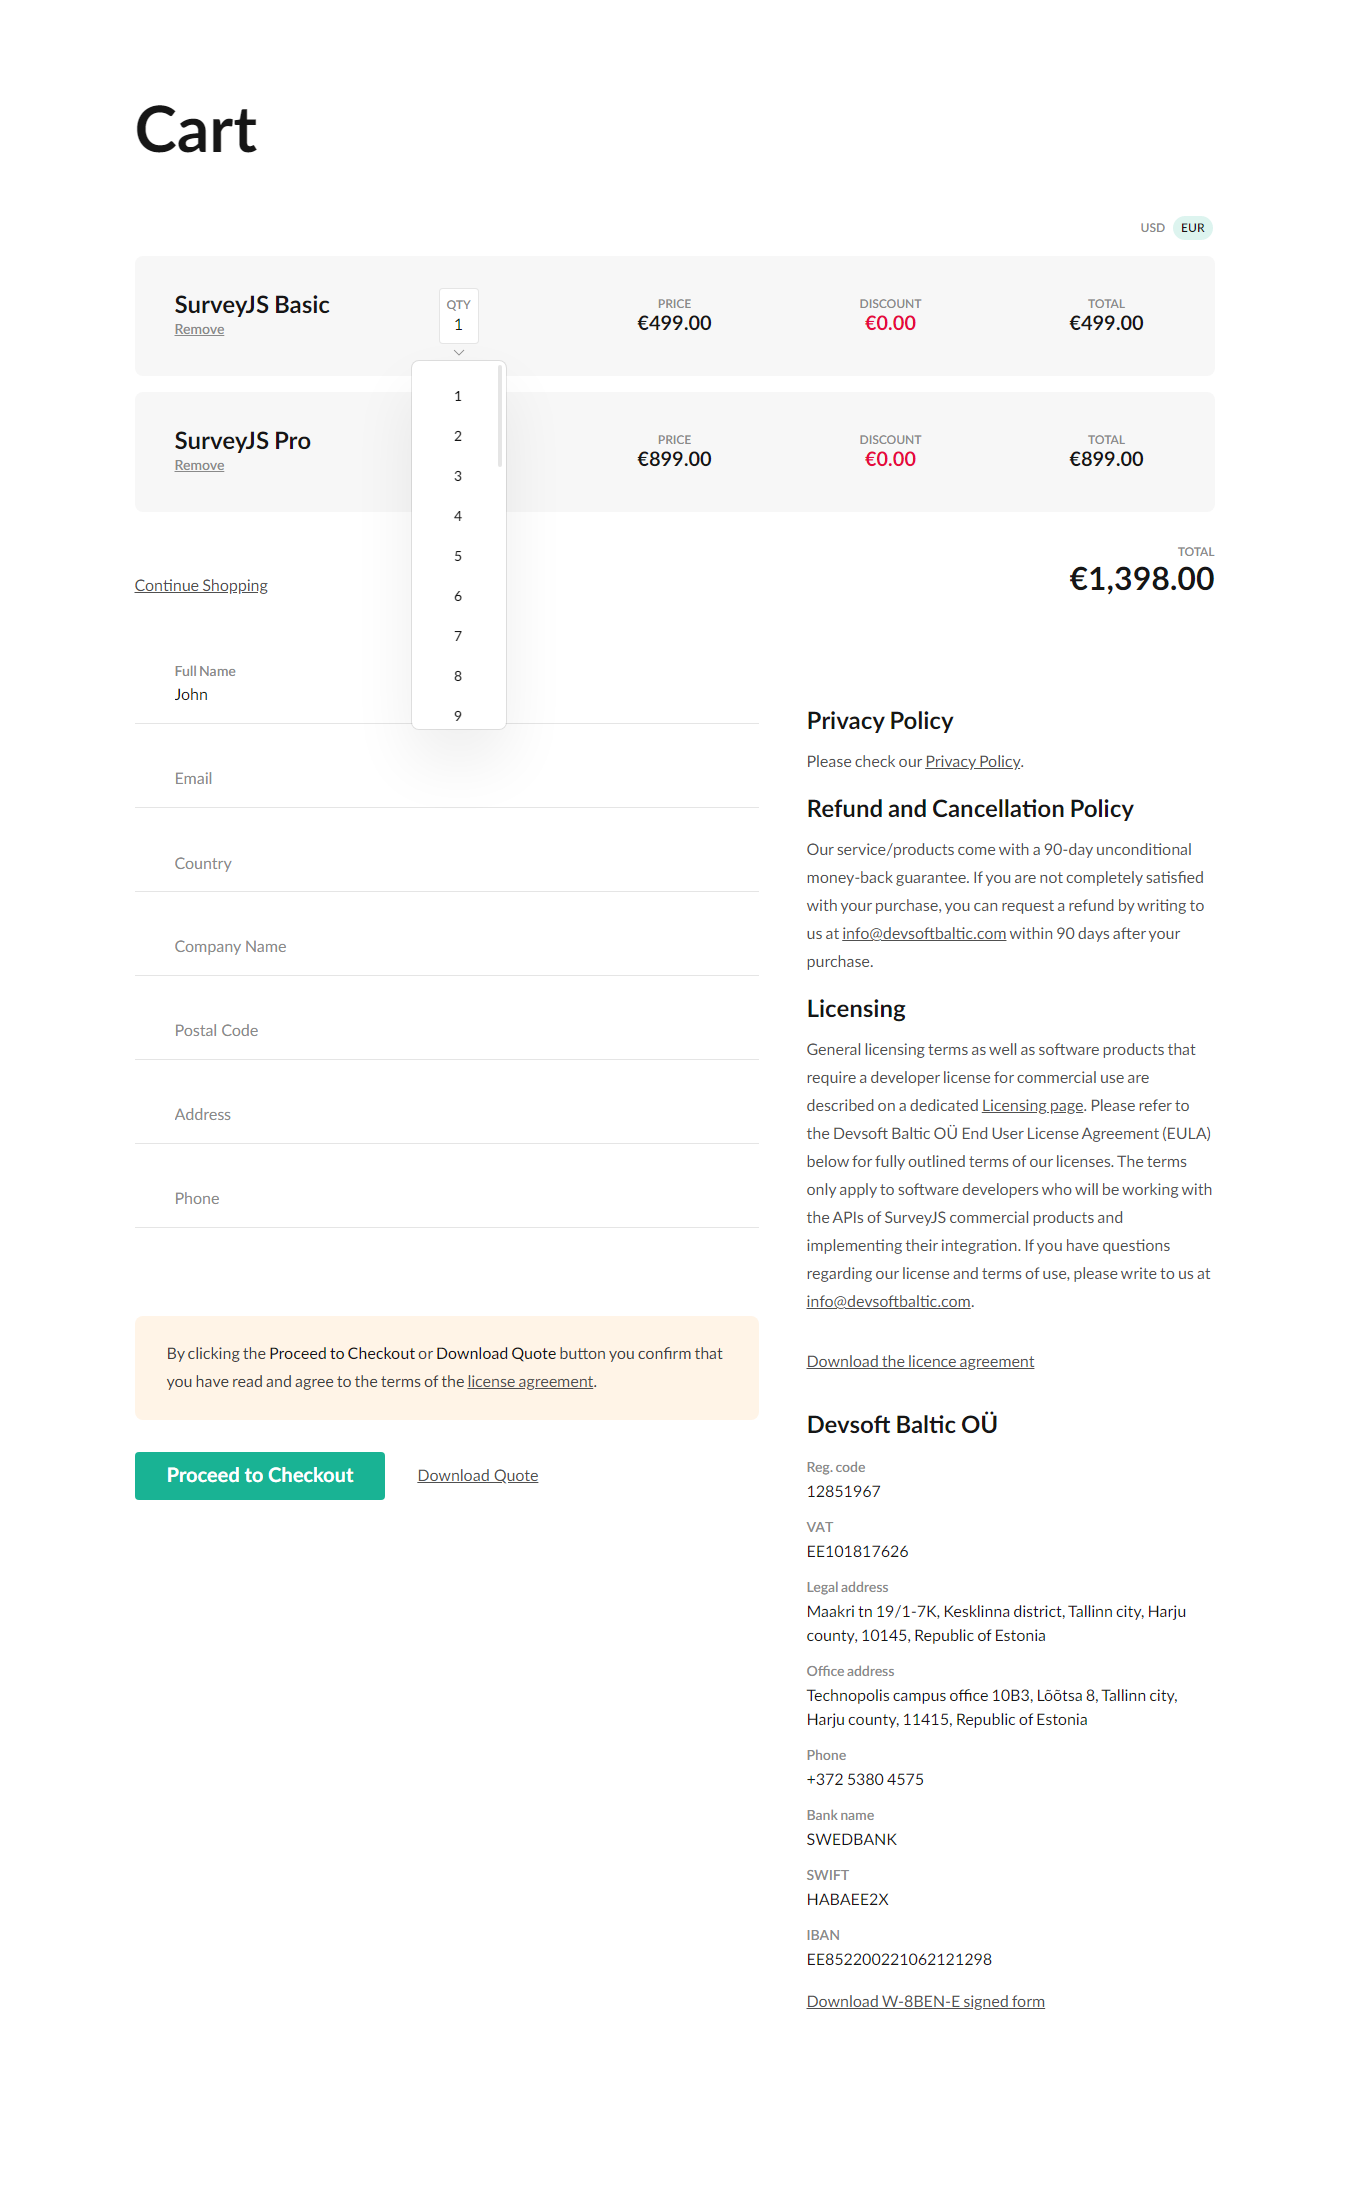 Cart
USD EUR
SurveyJS Basic
Remove
QTY
1
PRICE
€499.00
DISCOUNT
€0.00
TOTAL
€499.00
1
2
3
4
5
6
7
8
9
SurveyJS Pro
Remove
PRICE
€899.00
DISCOUNT
€0.00
TOTAL
€899.00
TOTAL
€1,398.00
Continue Shopping
Full Name
John
Email
Country
Company Name
Postal Code
Address
Phone
By clicking the Proceed to Checkout or Download Quote button you confirm that
you have read and agree to the terms of the license agreement.
Proceed to Checkout
Download Quote
Privacy Policy
Please check our Privacy Policy.
Refund and Cancellation Policy
Our service/products come with a 90-day unconditional
money-back guarantee. If you are not completely satisfied
with your purchase, you can request a refund by writing to
us at info@devsoftbaltic.com within 90 days after your
purchase.
Licensing
General licensing terms as well as software products that
require a developer license for commercial use are
described on a dedicated Licensing page. Please refer to
the Devsoft Baltic OÜ End User License Agreement (EULA)
below for fully outlined terms of our licenses. The terms
only apply to software developers who will be working with
the APIs of SurveyJS commercial products and
implementing their integration. If you have questions
regarding our license and terms of use, please write to us at
info@devsoftbaltic.com.
Download the licence agreement
Devsoft Baltic OÜ
Reg. code
12851967
VAT
EE101817626
Legal address
Maakri tn 19/1-7K, Kesklinna district, Tallinn city, Harju
county, 10145, Republic of Estonia
Office address
Technopolis campus office 10B3, Lõõtsa 8, Tallinn city,
Harju county, 11415, Republic of Estonia
Phone
+372 5380 4575
Bank name
SWEDBANK
SWIFT
HABAEE2X
IBAN
EE852200221062121298
Download W-8BEN-E signed form